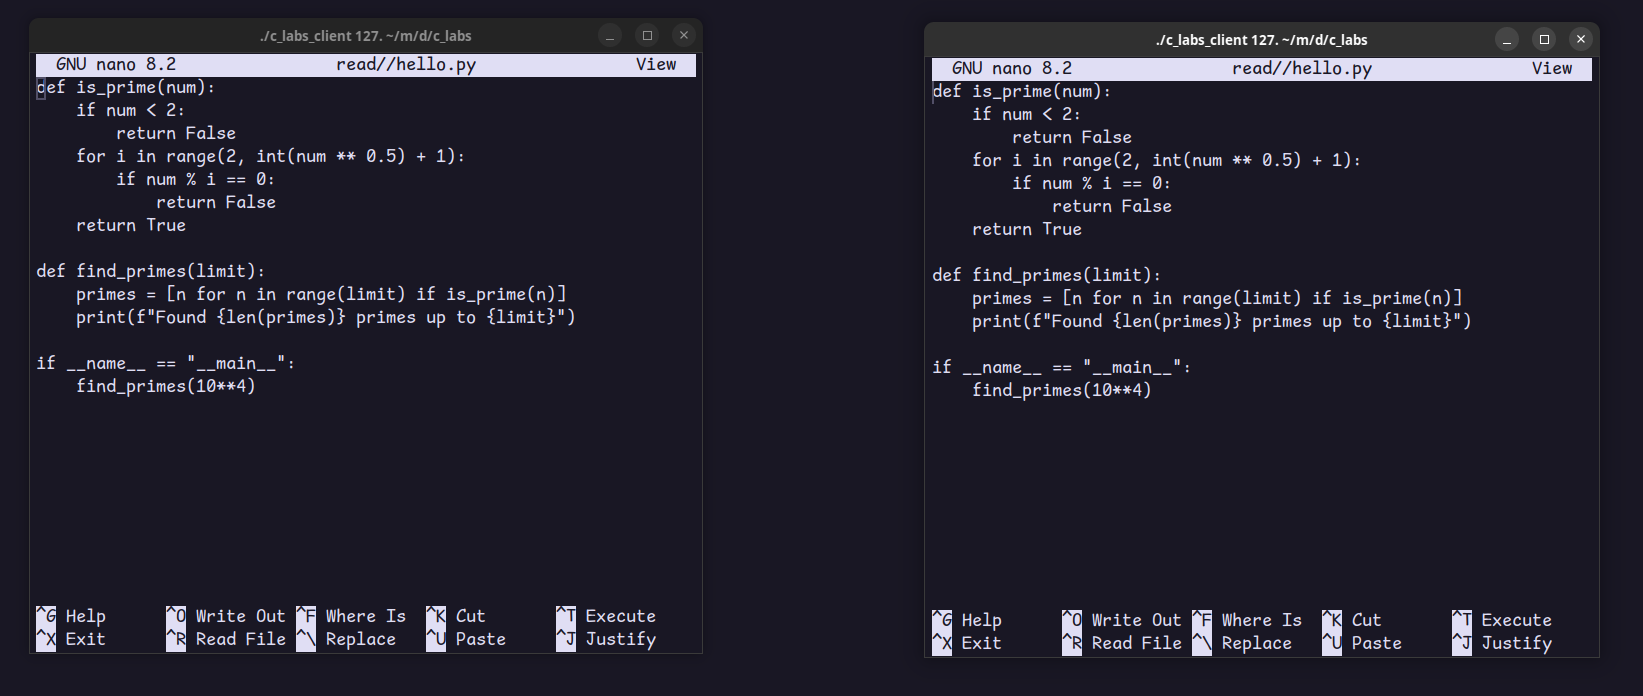 ./c_labs_client 127. ~/m/d/c_labs
GNU nano 8.2 read//hello.py View
def is_prime(num):
    if num < 2:
        return False
    for i in range(2, int(num ** 0.5) + 1):
        if num % i == 0:
            return False
    return True

def find_primes(limit):
    primes = [n for n in range(limit) if is_prime(n)]
    print(f"Found {len(primes)} primes up to {limit}")

if __name__ == "__main__":
    find_primes(10**4)

^G Help ^O Write Out ^F Where Is ^K Cut ^T Execute
^X Exit ^R Read File ^\ Replace ^U Paste ^J Justify
./c_labs_client 127. ~/m/d/c_labs
GNU nano 8.2 read//hello.py View
def is_prime(num):
    if num < 2:
        return False
    for i in range(2, int(num ** 0.5) + 1):
        if num % i == 0:
            return False
    return True

def find_primes(limit):
    primes = [n for n in range(limit) if is_prime(n)]
    print(f"Found {len(primes)} primes up to {limit}")

if __name__ == "__main__":
    find_primes(10**4)

^G Help ^O Write Out ^F Where Is ^K Cut ^T Execute
^X Exit ^R Read File ^\ Replace ^U Paste ^J Justify